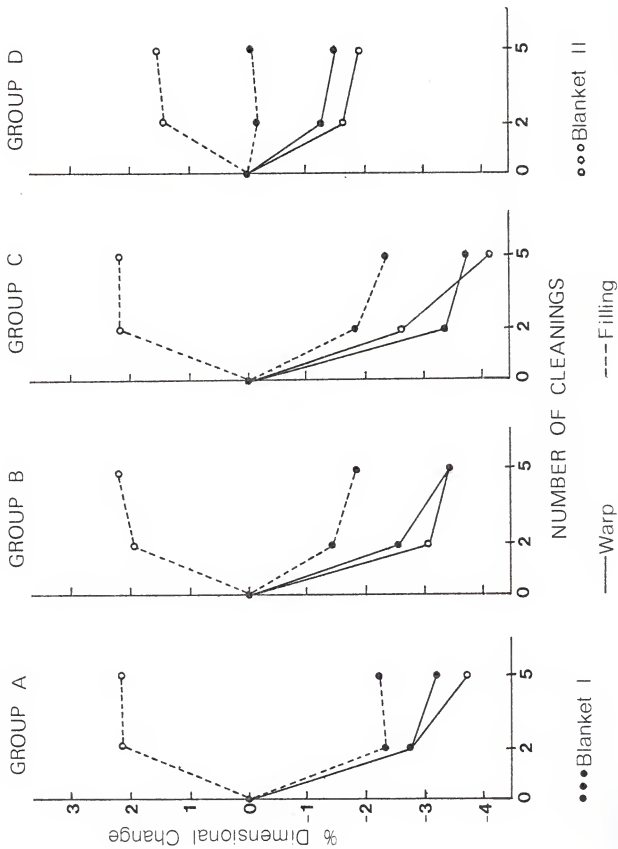 GROUP A
GROUP B
GROUP C
GROUP D
% Dimensional Change
3
2
1
0
-1
-2
-3
-4
0 2 5
0 2 5
0 2 5
0 2 5
NUMBER OF CLEANINGS
•••Blanket I
——Warp
---Filling
oooBlanket II